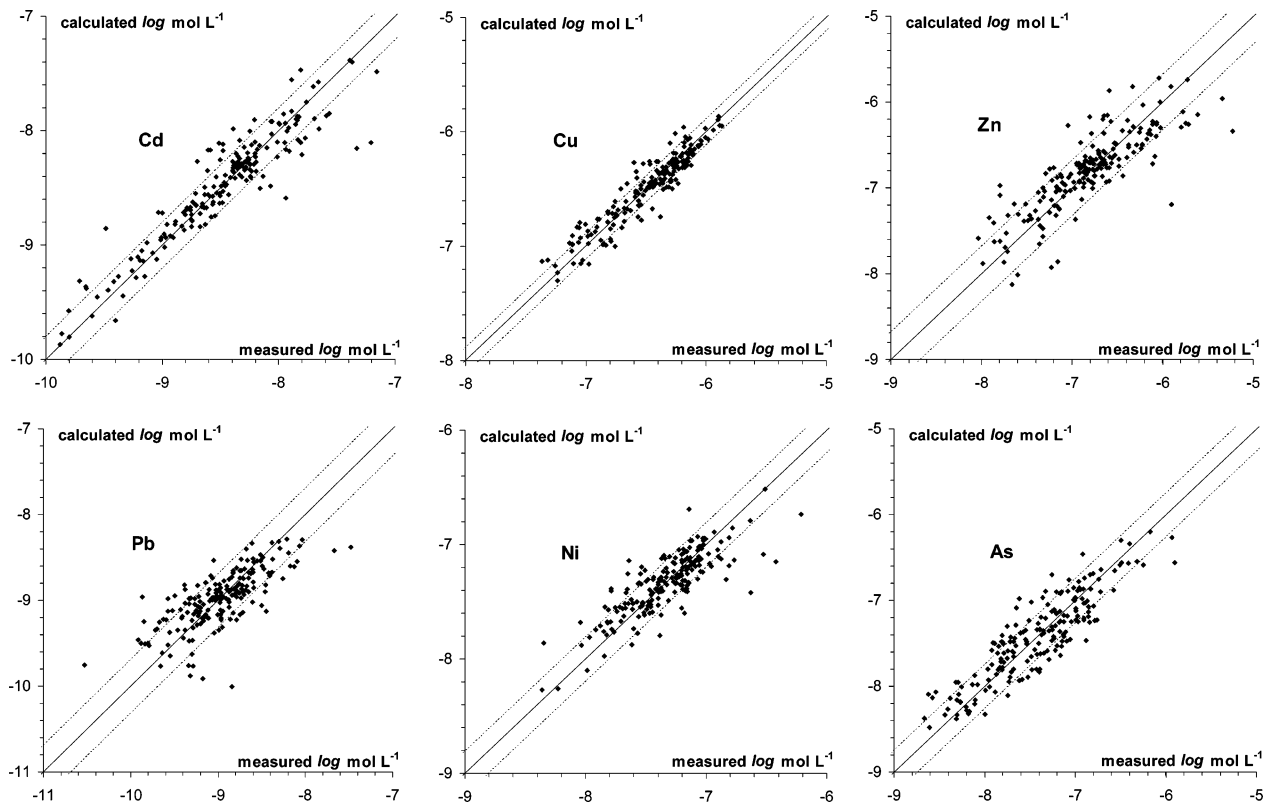 -7
calculated log mol L-1
-8
Cd
-9
-10
measured log mol L-1
-10 -9 -8 -7
-5
calculated log mol L-1
-6
Cu
-7
-8
measured log mol L-1
-8 -7 -6 -5
-5
calculated log mol L-1
-6
Zn
-7
-8
-9
measured log mol L-1
-9 -8 -7 -6 -5
-7
calculated log mol L-1
-8
Pb
-9
-10
-11
measured log mol L-1
-11 -10 -9 -8 -7
-6
calculated log mol L-1
-7
Ni
-8
-9
measured log mol L-1
-9 -8 -7 -6
-5
calculated log mol L-1
-6
As
-7
-8
-9
measured log mol L-1
-9 -8 -7 -6 -5